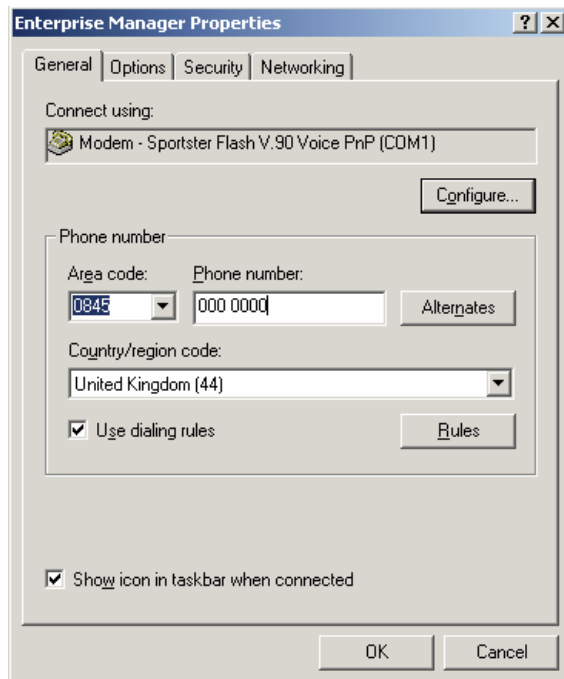 Enterprise Manager Properties
General Options Security Networking
Connect using:
Modem - Sportster Flash V.90 Voice PnP (COM1)
Configure...
Phone number
Area code: Phone number:
0845 000 0000 Alternates
Country/region code:
United Kingdom (44)
Use dialing rules Rules
Show icon in taskbar when connected
OK Cancel